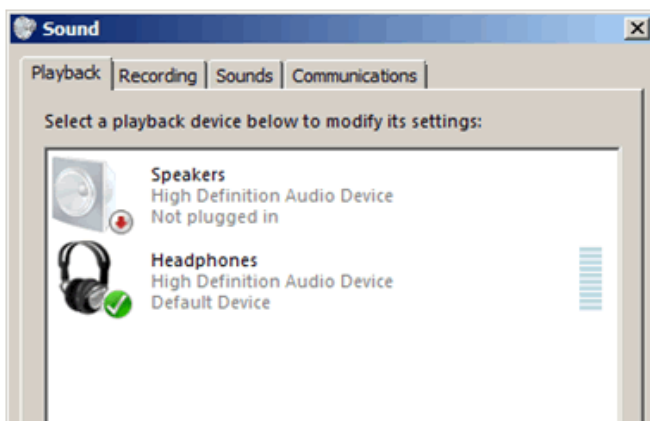 Sound
Playback Recording Sounds Communications
Select a playback device below to modify its settings:
Speakers
High Definition Audio Device
Not plugged in
Headphones
High Definition Audio Device
Default Device